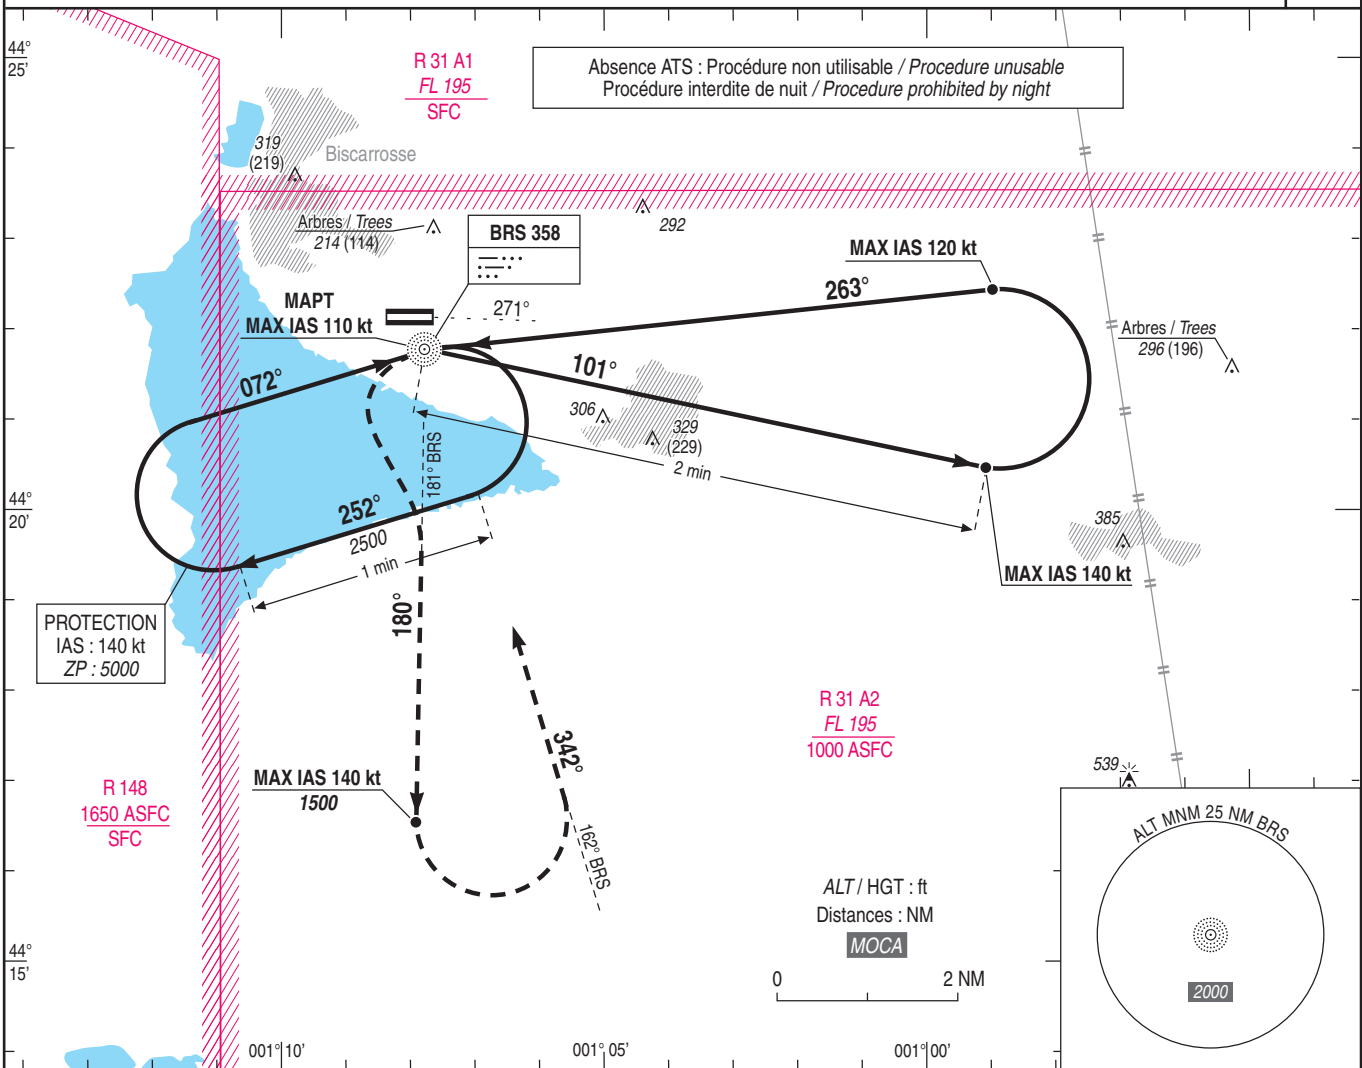 44°
25'
R 31 A1
FL 195
SFC
Absence ATS : Procédure non utilisable / Procedure unusable
Procédure interdite de nuit / Procedure prohibited by night
319
(219)
Biscarrosse
Arbres / Trees
214 (114)
292
BRS 358
MAX IAS 120 kt
263°
MAPT
MAX IAS 110 kt
271°
Arbres / Trees
296 (196)
072°
101°
306
329
(229)
2 min
181° BRS
44°
20'
252°
2500
1 min
385
MAX IAS 140 kt
PROTECTION
IAS : 140 kt
ZP : 5000
180°
R 31 A2
FL 195
1000 ASFC
342°
539
R 148
1650 ASFC
SFC
MAX IAS 140 kt
1500
162° BRS
ALT MNM 25 NM BRS
2000
ALT / HGT : ft
Distances : NM
MOCA
0 2 NM
44°
15'
001° 10'
001° 05'
001° 00'